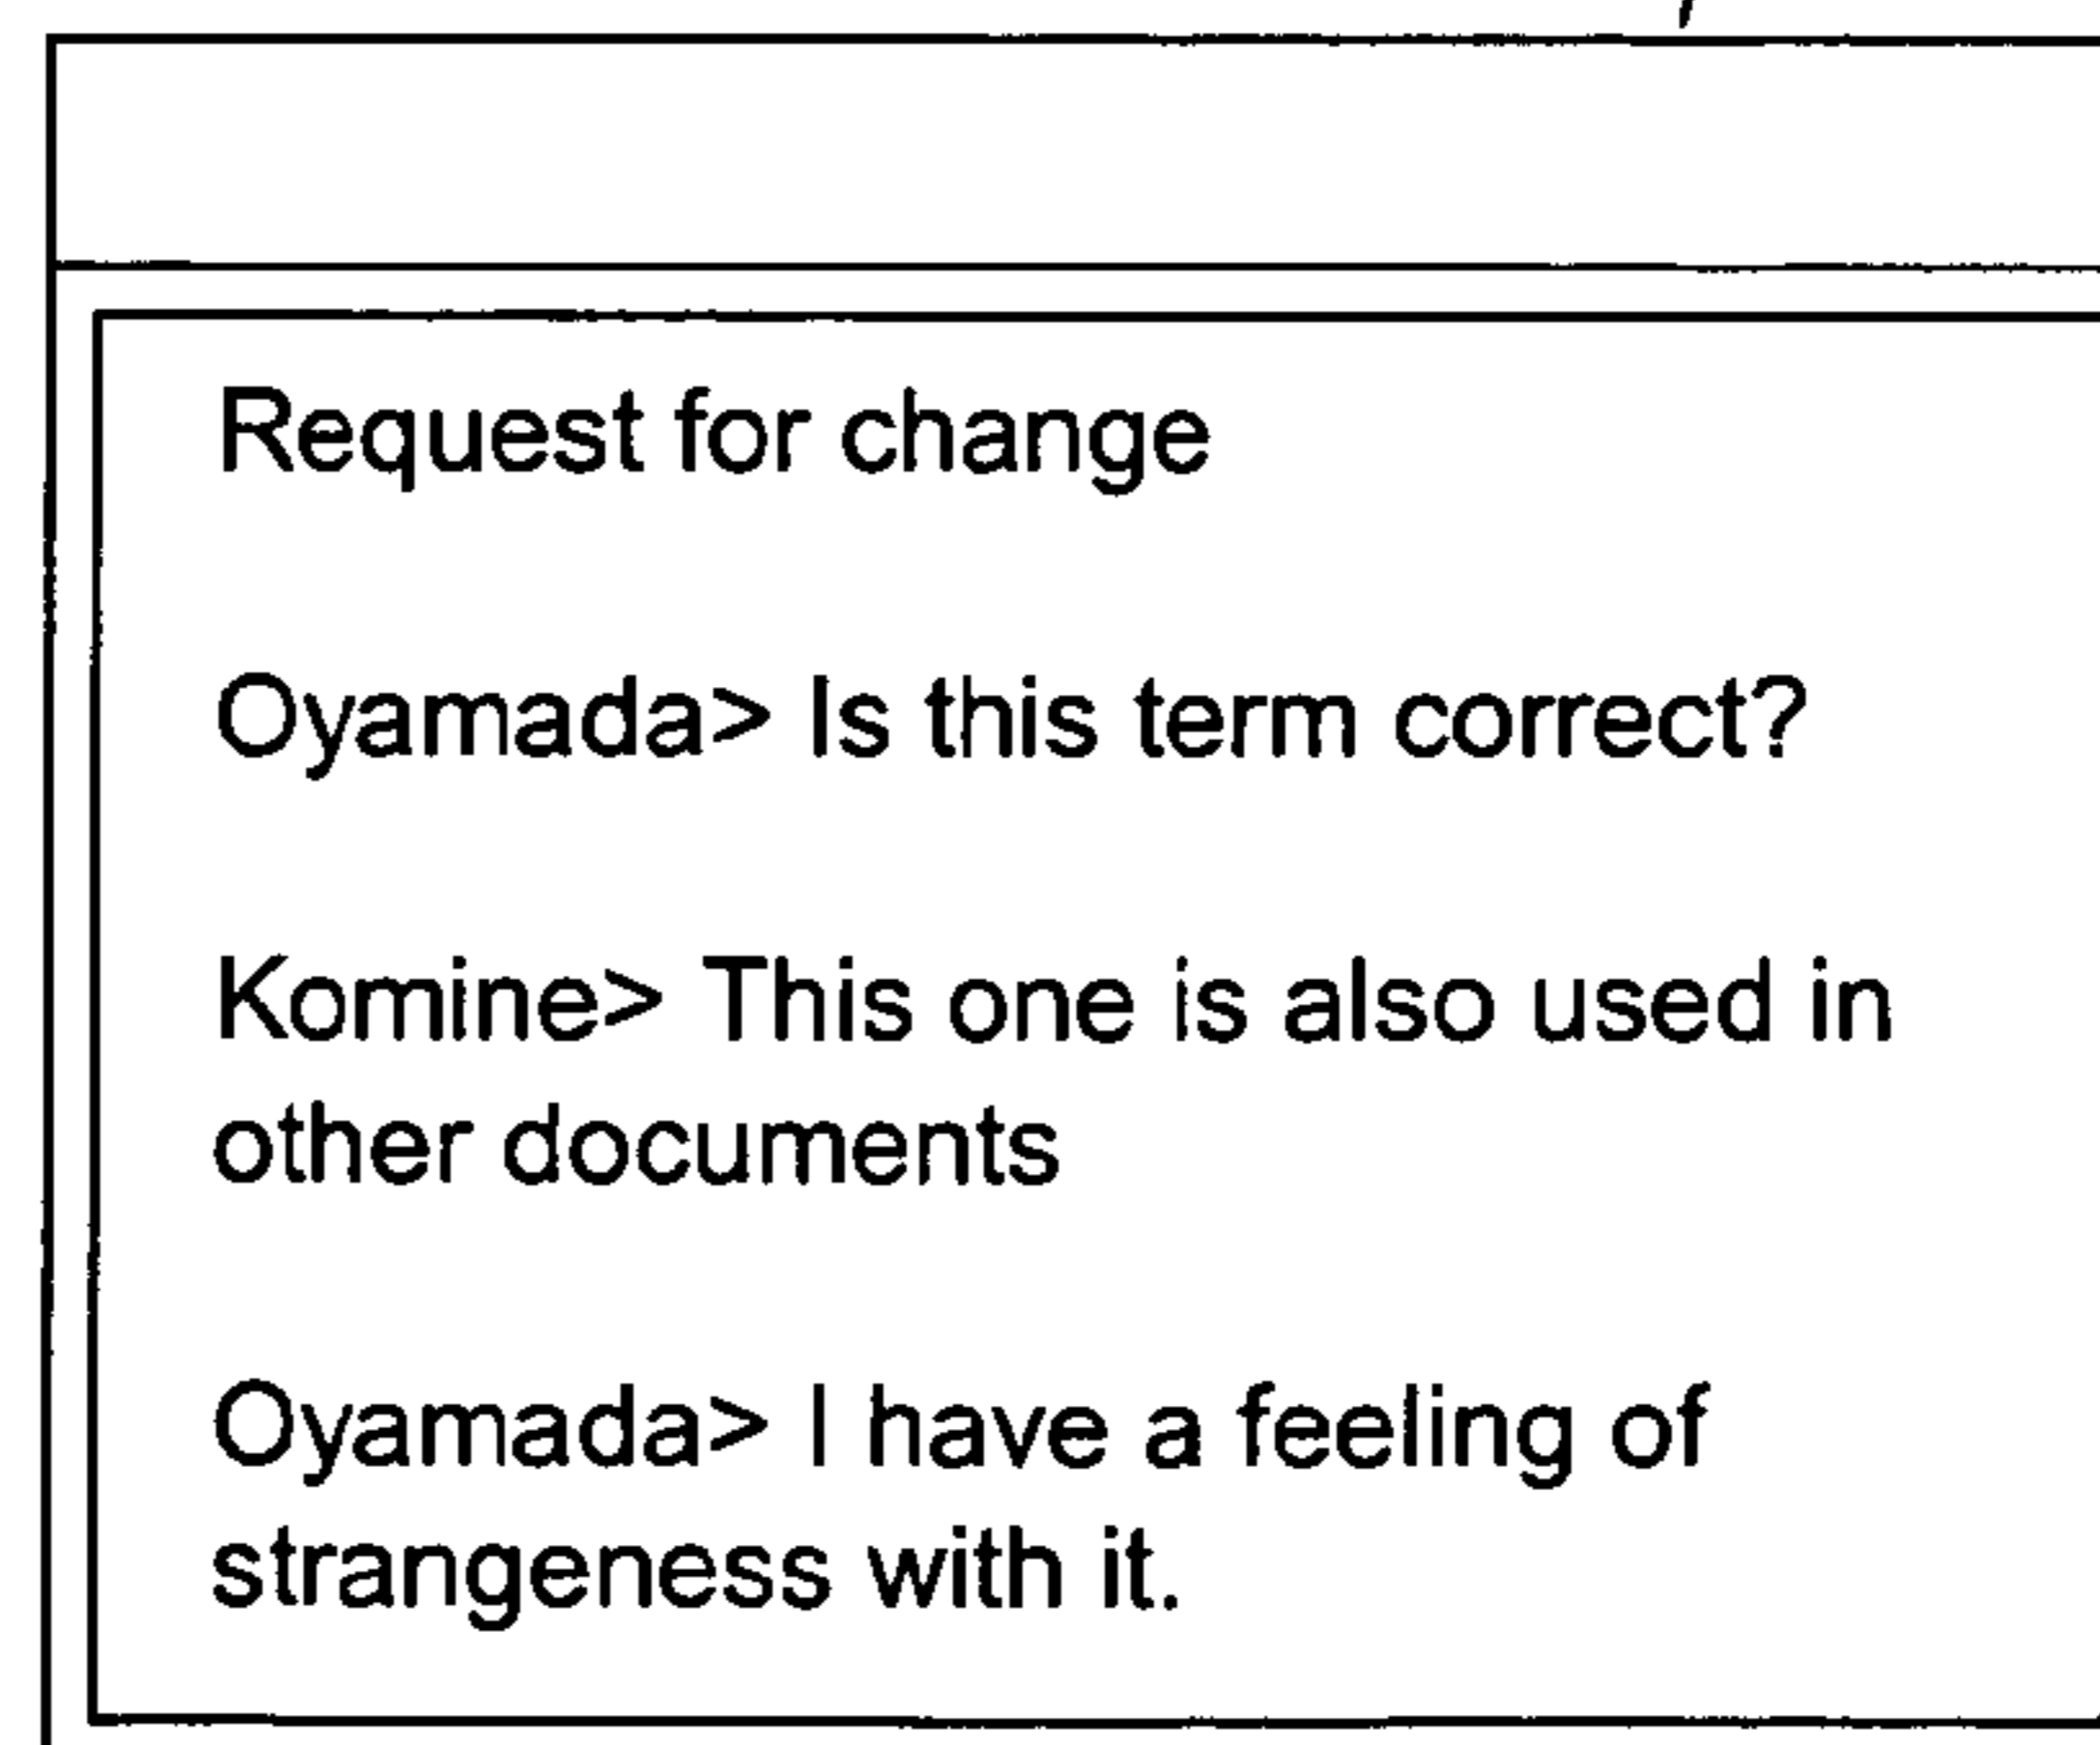 Request for change
Oyamada> Is this term correct?
Komine> This one is also used in
other documents
Oyamada> I have a feeling of
strangeness with it.